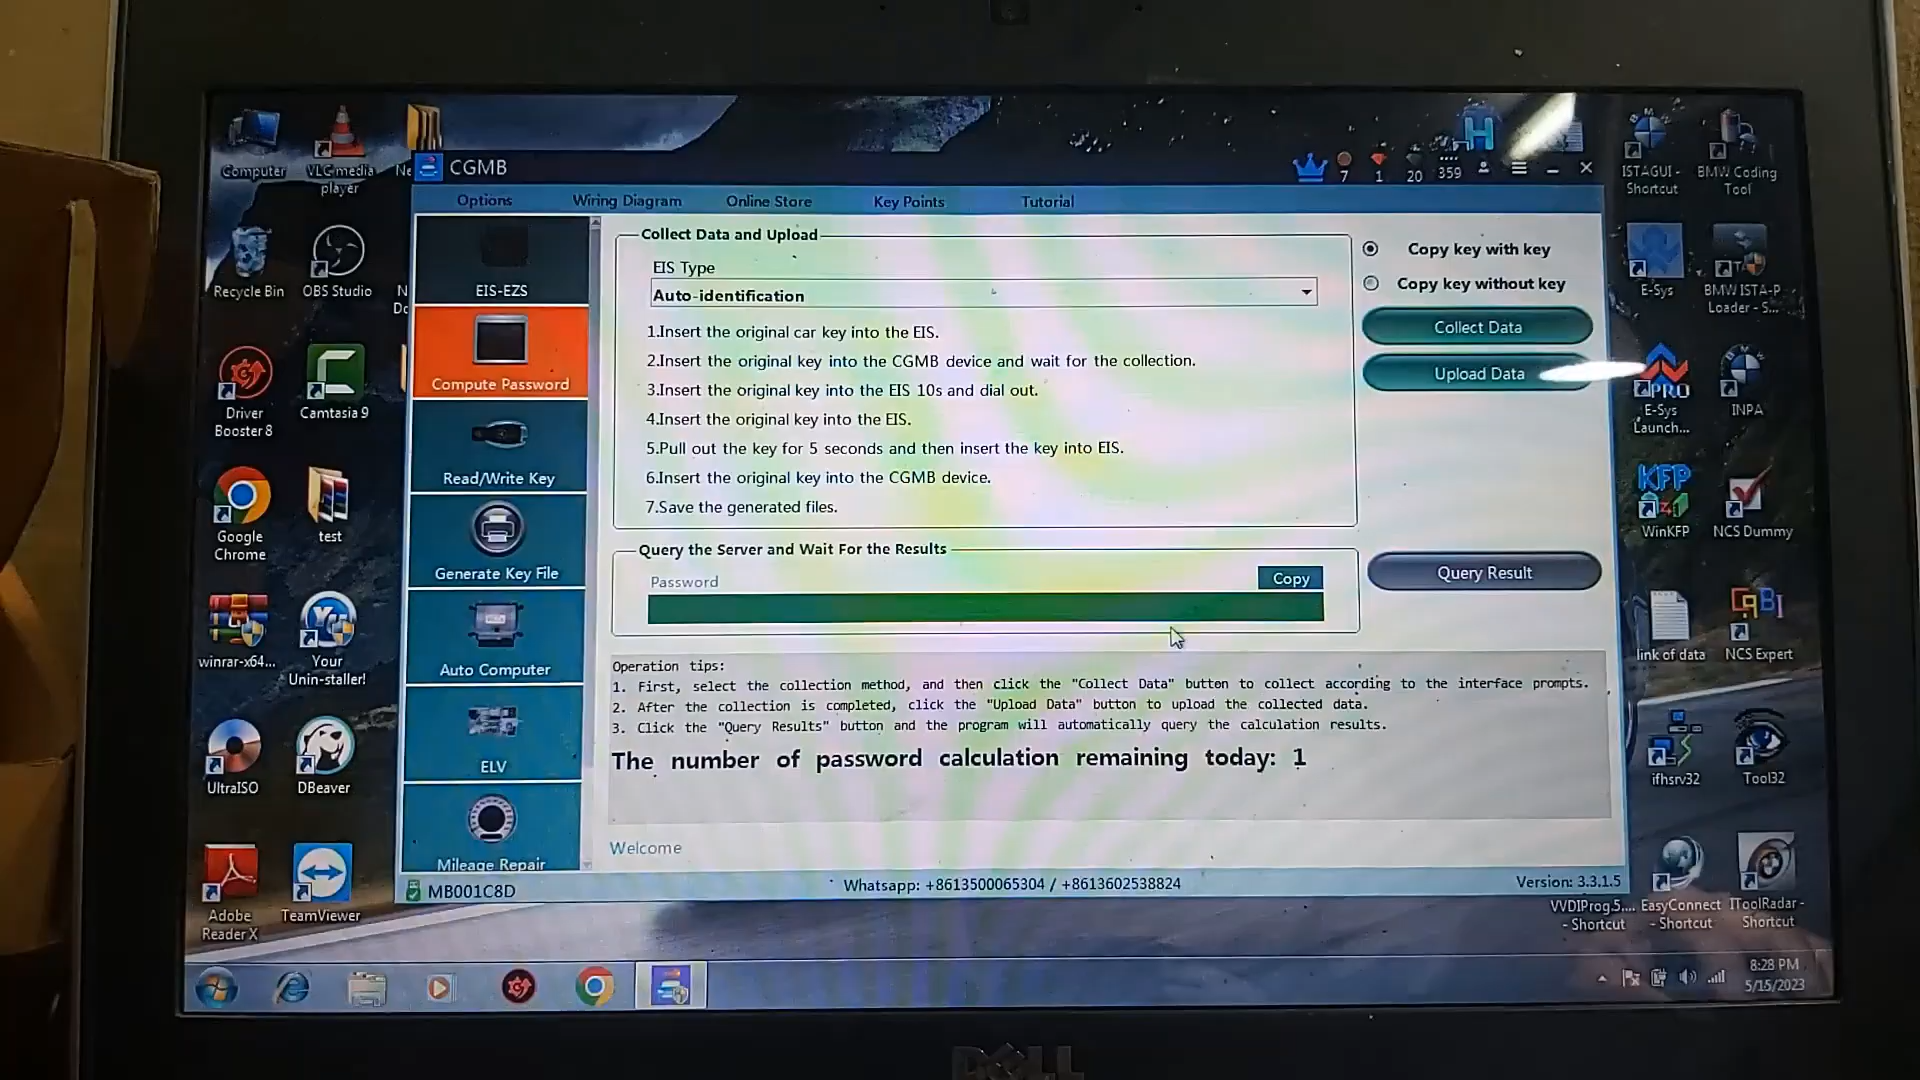 Computer
VLC media
player
Ne
CGMB
7
1
20
359
ISTAGUI -
Shortcut
BMW Coding
Tool
Options
Wiring Diagram
Online Store
Key Points
Tutorial
Collect Data and Upload
EIS Type
Auto-identification
Copy key with key
Copy key without key
Collect Data
Upload Data
EIS-EZS
1.Insert the original car key into the EIS.
2.Insert the original key into the CGMB device and wait for the collection.
3.Insert the original key into the EIS 10s and dial out.
4.Insert the original key into the EIS.
5.Pull out the key for 5 seconds and then insert the key into EIS.
6.Insert the original key into the CGMB device.
7.Save the generated files.
Compute Password
Read/Write Key
Generate Key File
Auto Computer
ELV
Mileage Repair
Query the Server and Wait For the Results
Password
Copy
Query Result
Operation tips:
1. First, select the collection method, and then click the "Collect Data" button to collect according to the interface prompts.
2. After the collection is completed, click the "Upload Data" button to upload the collected data.
3. Click the "Query Results" button and the program will automatically query the calculation results.
The number of password calculation remaining today: 1
Welcome
MB001C8D
Whatsapp: +8613500065304 / +8613602538824
Version: 3.3.1.5
Recycle Bin
OBS Studio
N
Do
Driver
Booster 8
Camtasia 9
Google
Chrome
test
winrar-x64...
Your
Unin-staller!
UltraISO
DBeaver
Adobe
Reader X
TeamViewer
E-Sys
BMW ISTA-P
Loader - S...
PRO
E-Sys
Launch...
INPA
KFP
WinKFP
NCS Dummy
link of data
NCS Expert
ifhsrv32
Tool32
VVDIProg.5....
- Shortcut
EasyConnect
- Shortcut
IToolRadar -
Shortcut
8:28 PM
5/15/2023
DELL